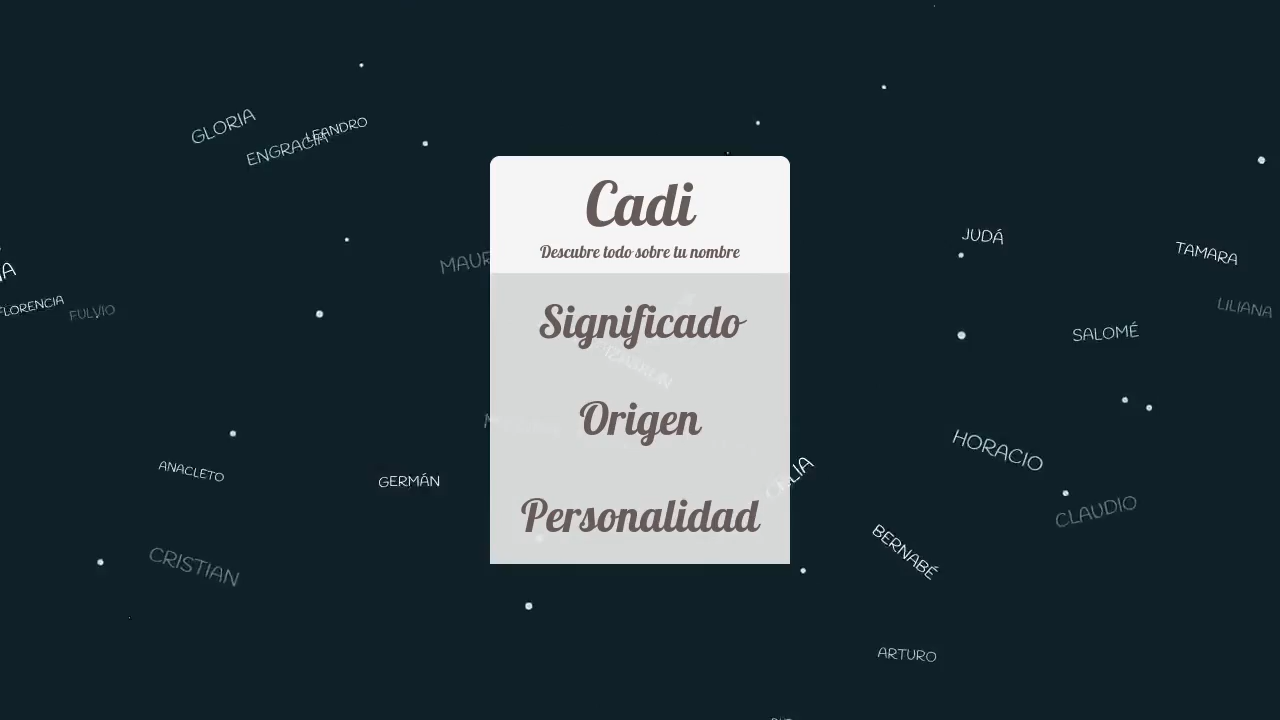 GLORIA
LEANDRO
ENGRACIA
JUDÁ
TAMARA
MAUR
FLORENCIA
FULVIO
LILIANA
SALOMÉ
Cadi
Descubre todo sobre tu nombre
Significado
Origen
Personalidad
HORACIO
ANACLETO
GERMÁN
CLAUDIO
BERNABÉ
CRISTIAN
ARTURO